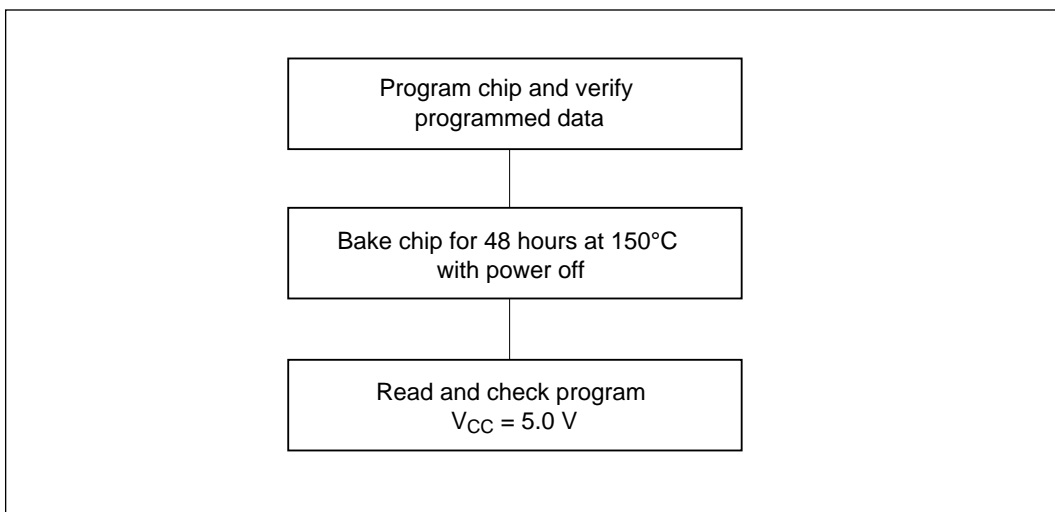 Program chip and verify
programmed data
Bake chip for 48 hours at 150°C
with power off
Read and check program
VCC = 5.0 V